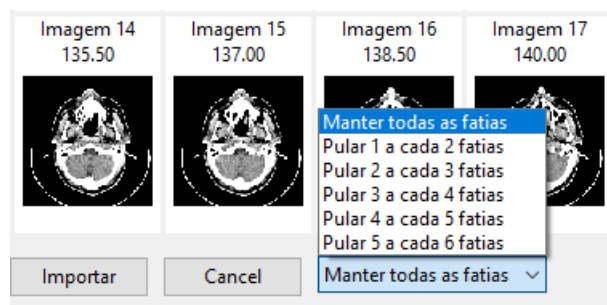 Imagem 14 Imagem 15 Imagem 16 Imagem 17
135.50 137.00 138.50 140.00
Manter todas as fatias
Pular 1 a cada 2 fatias
Pular 2 a cada 3 fatias
Pular 3 a cada 4 fatias
Pular 4 a cada 5 fatias
Pular 5 a cada 6 fatias
Importar Cancel Manter todas as fatias